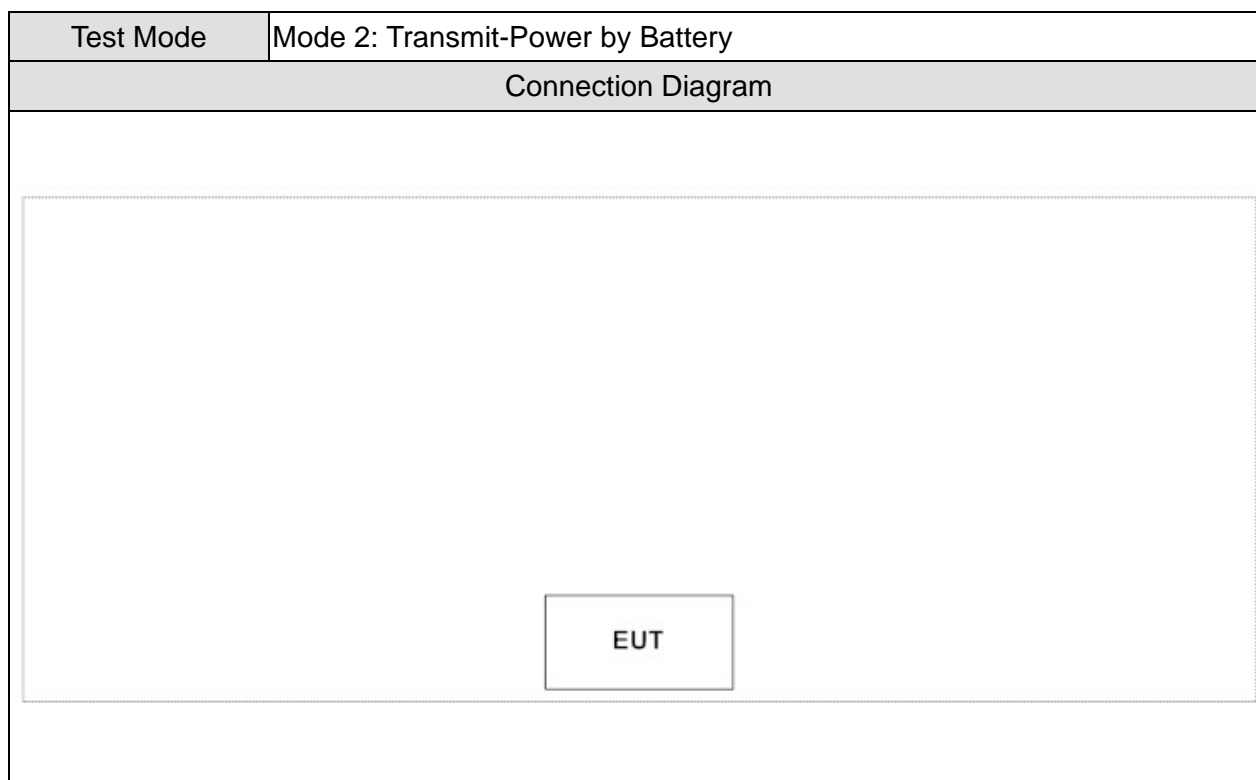 Test Mode Mode 2: Transmit-Power by Battery
Connection Diagram
EUT